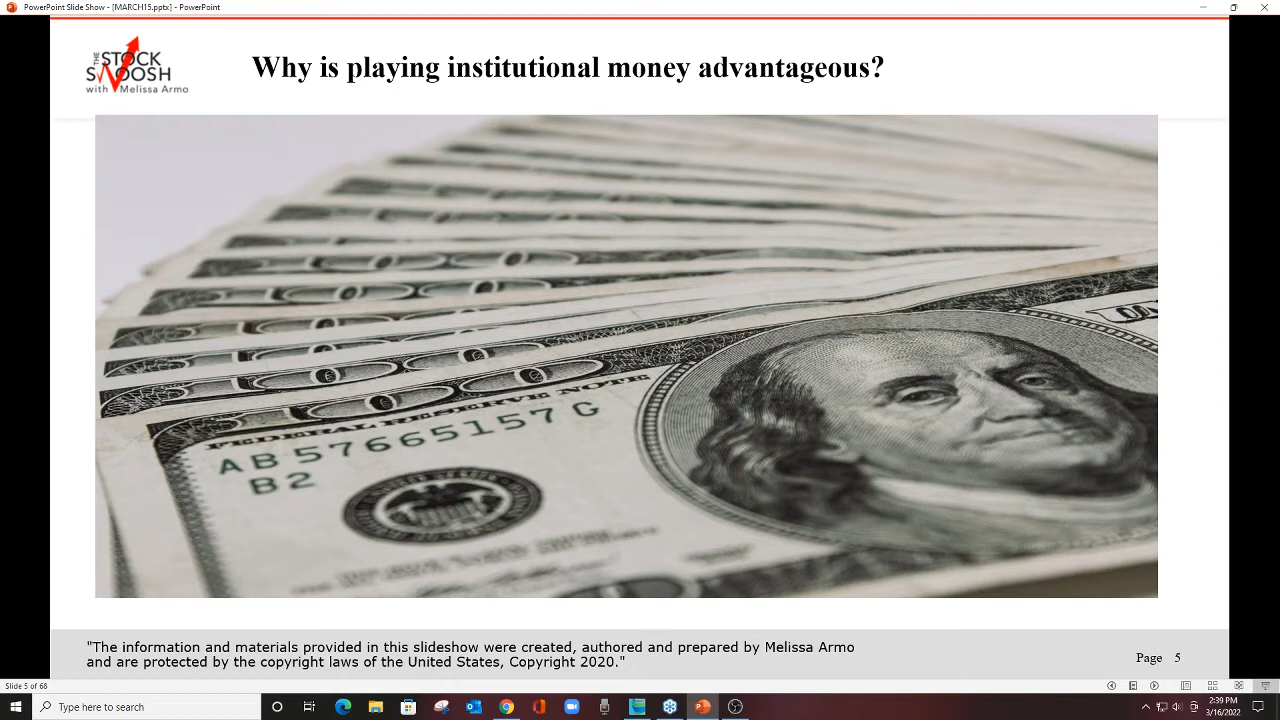 PowerPoint Slide Show - [MARCH15.pptx] - PowerPoint
THE
STOCK
SWOOSH
with Melissa Armo
Why is playing institutional money advantageous?
FEDERAL RESERVE NOTE
AB 57665157 G
B2
"The information and materials provided in this slideshow were created, authored and prepared by Melissa Armo
and are protected by the copyright laws of the United States, Copyright 2020."
Page 5
Slide 5 of 68
Type here to search
2:39 PM
3/16/2022